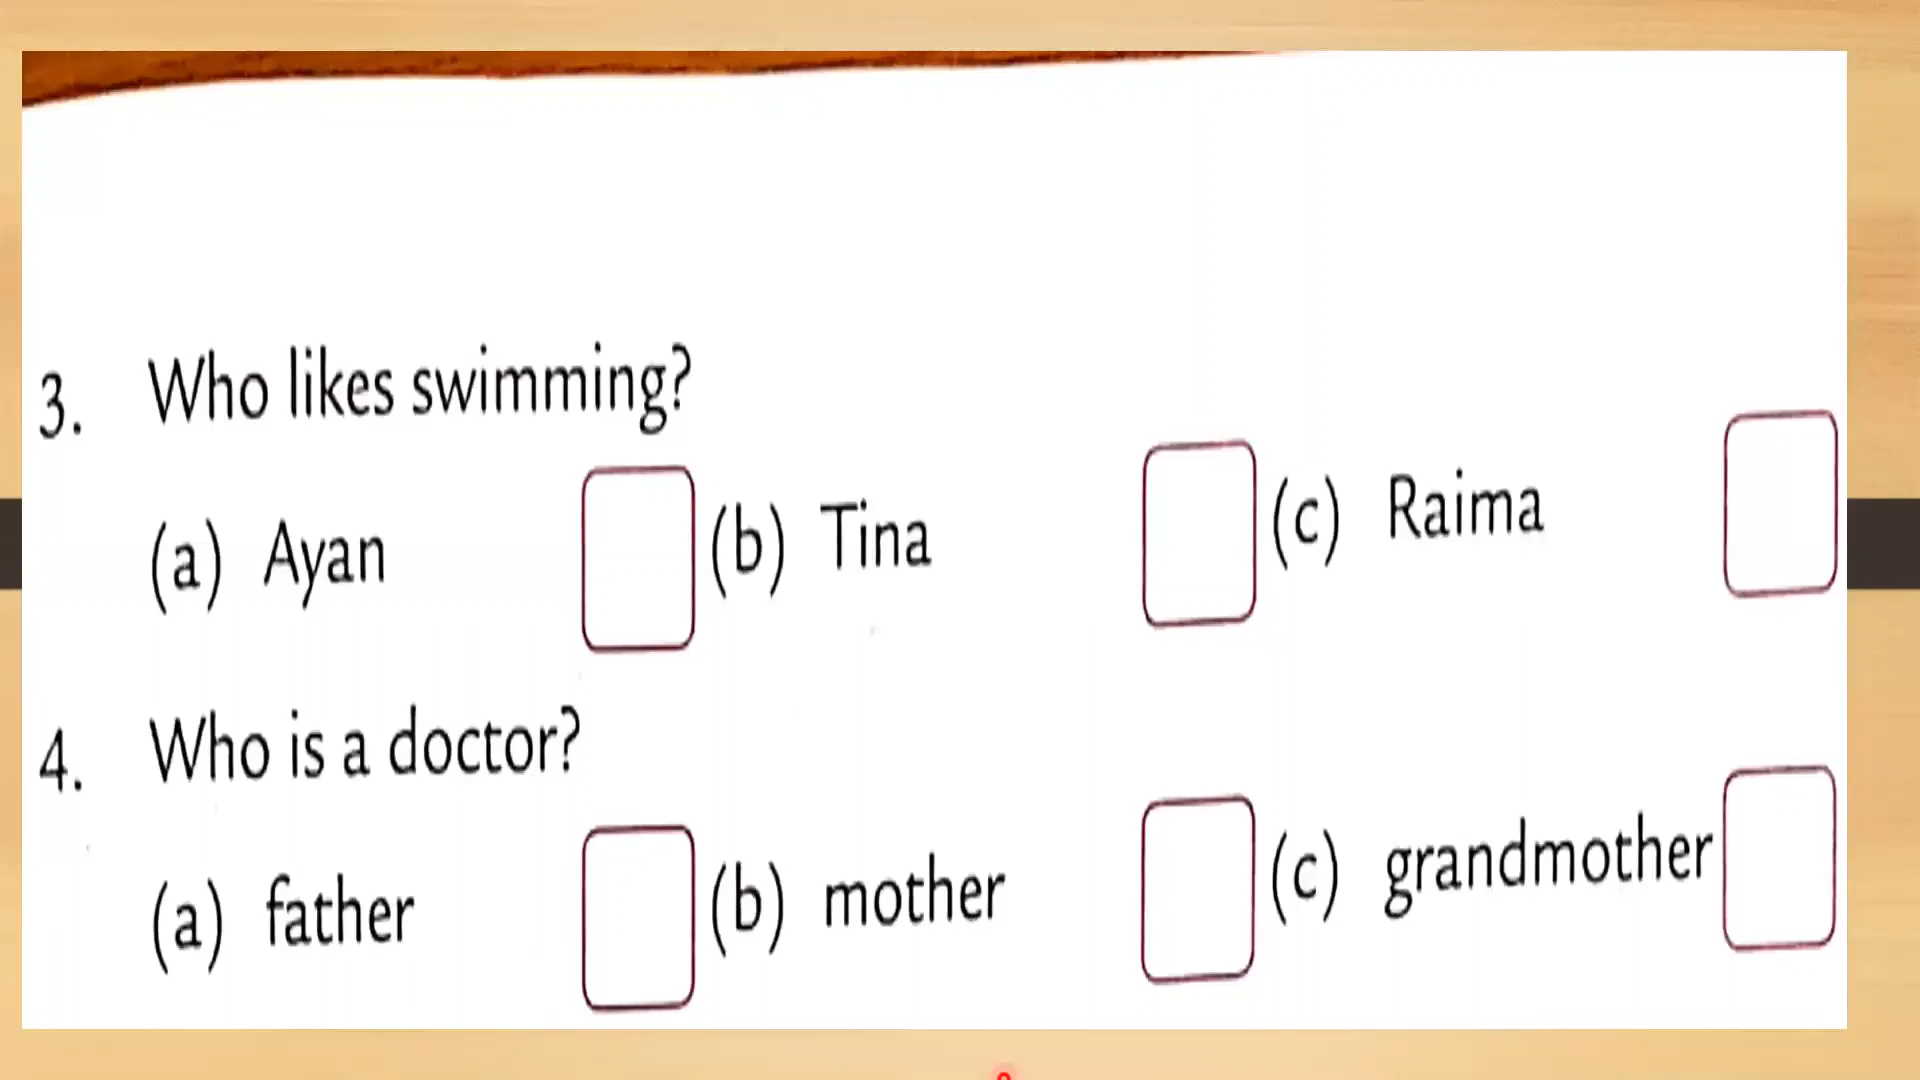 3. Who likes swimming?
(a) Ayan (b) Tina (c) Raima
4. Who is a doctor?
(a) father (b) mother (c) grandmother